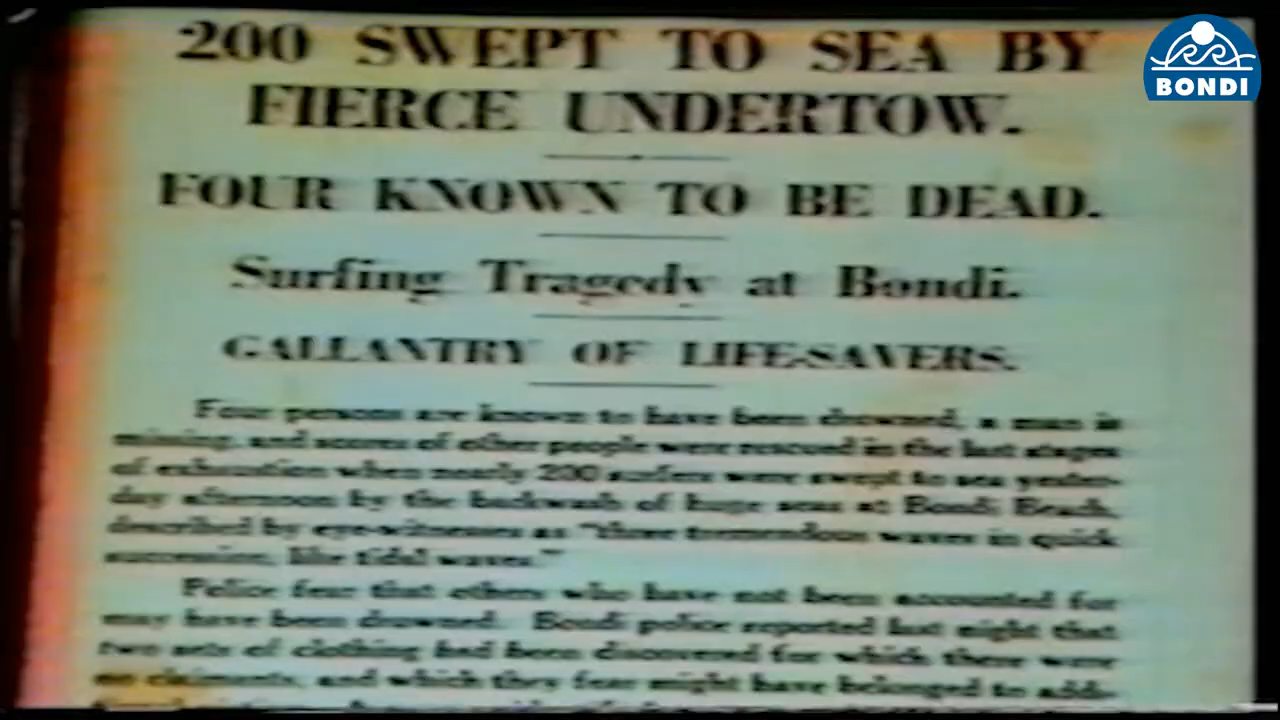 200 SWEPT TO SEA BY
FIERCE UNDERTOW.
FOUR KNOWN TO BE DEAD.
Surfing Tragedy at Bondi.
GALLANTRY OF LIFE-SAVERS.
Four persons are known to have been drowned, a man is
missing, and scores of other people were rescued in the last stages
of exhaustion when nearly 200 surfers were swept to sea yester-
day afternoon by the backwash of huge seas at Bondi Beach,
described by eye-witnesses as "three tremendous waves in quick
succession, like tidal waves."
Police fear that others who have not been accounted for
may have been drowned. Bondi police reported last night that
two sets of clothing had been discovered for which there were
no claimants, and which they fear might have belonged to addi-
BONDI